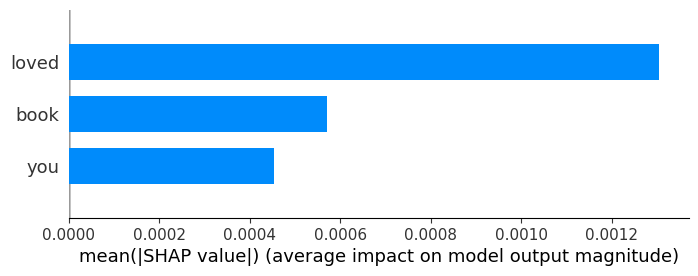 loved
book
you
0.0000 0.0002 0.0004 0.0006 0.0008 0.0010 0.0012
mean(|SHAP value|) (average impact on model output magnitude)